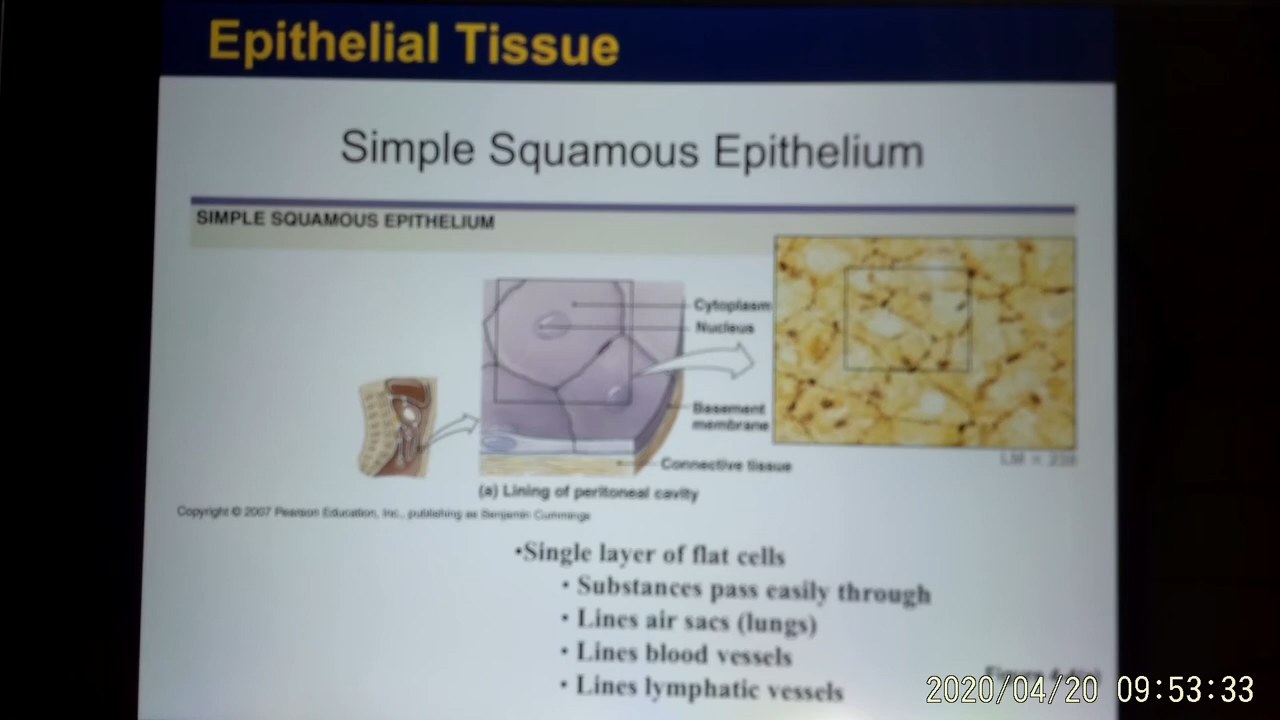 Epithelial Tissue
Simple Squamous Epithelium
SIMPLE SQUAMOUS EPITHELIUM
Cytoplasm
Nucleus
Basement
membrane
Connective tissue
LM ×
(a) Lining of peritoneal cavity
Copyright © 2007 Pearson Education, Inc., publishing as Benjamin Cummings
•Single layer of flat cells
• Substances pass easily through
• Lines air sacs (lungs)
• Lines blood vessels
• Lines lymphatic vessels
Figure
2020/04/20 09:53:33